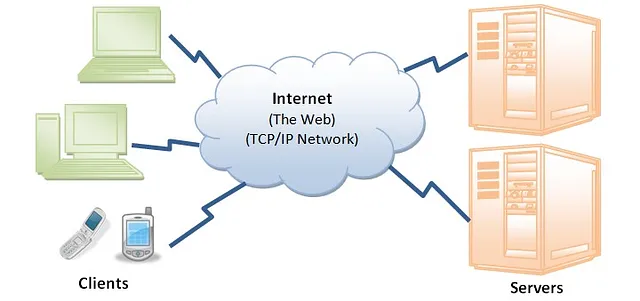 Internet
(The Web)
(TCP/IP Network)
Clients
Servers